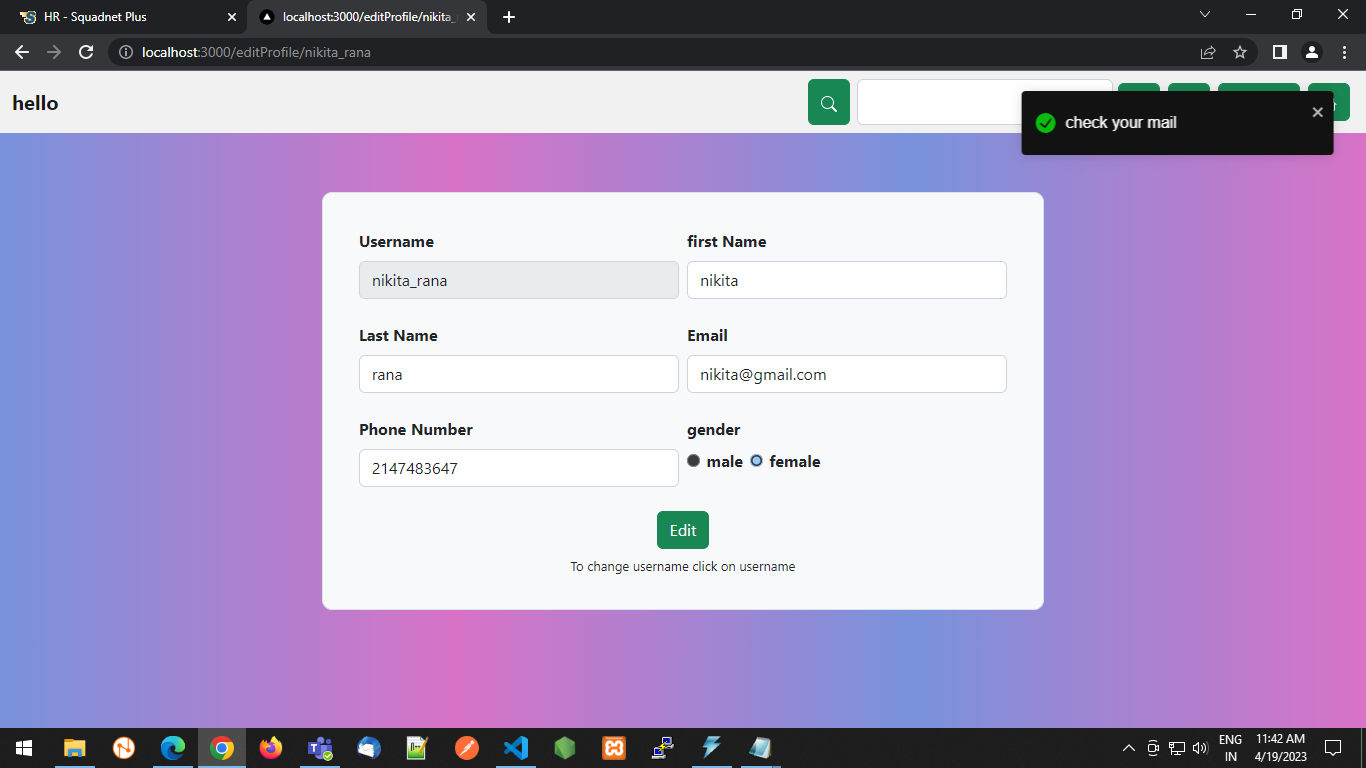 HR - Squadnet Plus
localhost:3000/editProfile/nikita_
localhost:3000/editProfile/nikita_rana
hello
check your mail
Username
first Name
nikita_rana
nikita
Last Name
Email
rana
nikita@gmail.com
Phone Number
gender
2147483647
male
female
Edit
To change username click on username
ENG
IN
11:42 AM
4/19/2023